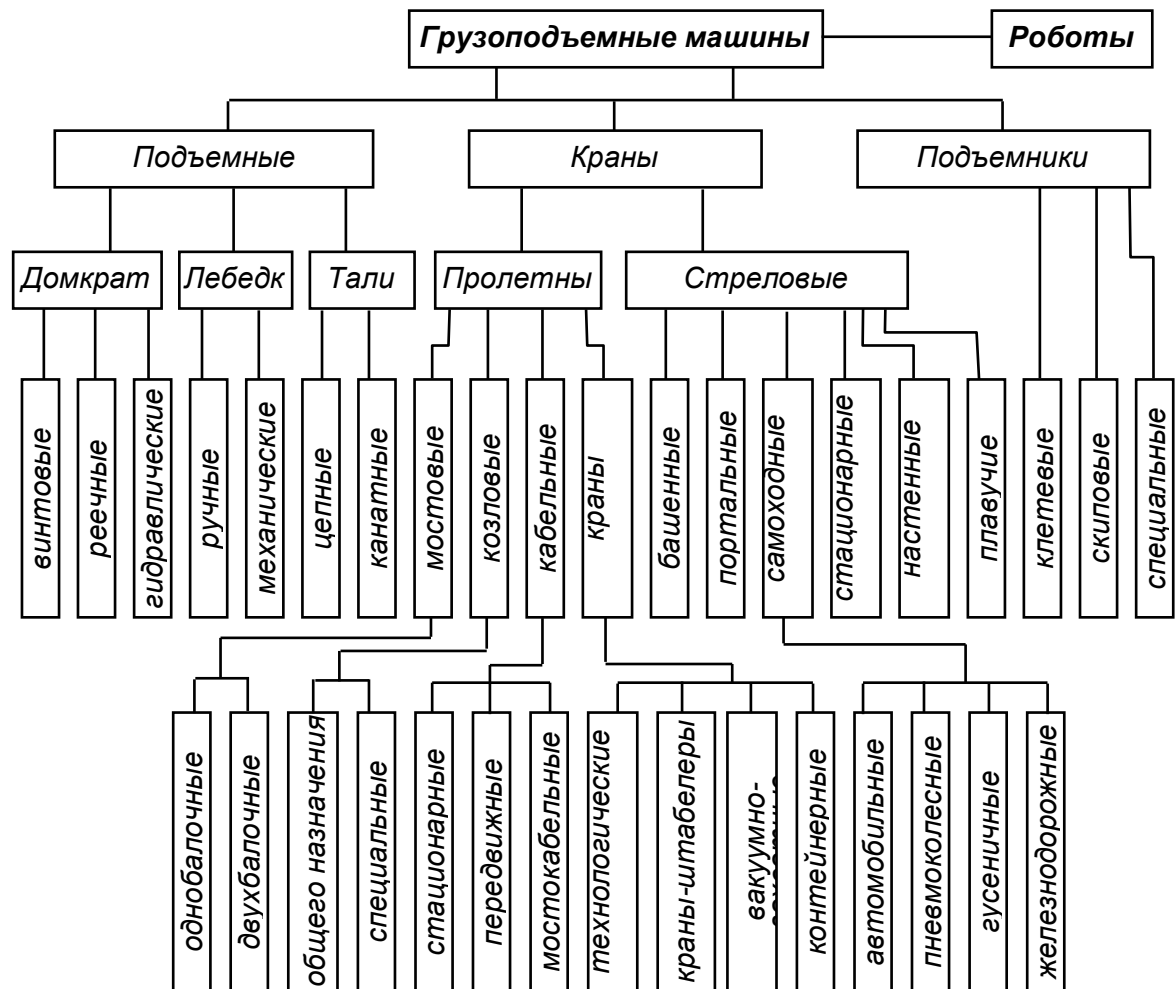 Грузоподъемные машины
Роботы
Подъемные
Краны
Подъемники
Домкрат
Лебедк
Тали
Пролетны
Стреловые
винтовые
реечные
гидравлические
ручные
механические
цепные
канатные
мостовые
козловые
кабельные
краны
башенные
портальные
самоходные
стационарные
настенные
плавучие
клетевые
скиповые
специальные
однобалочные
двухбалочные
общего назначения
специальные
стационарные
передвижные
мостокабельные
технологические
краны-штабелеры
вакуумно-
контейнерные
автомобильные
пневмоколесные
гусеничные
железнодорожные